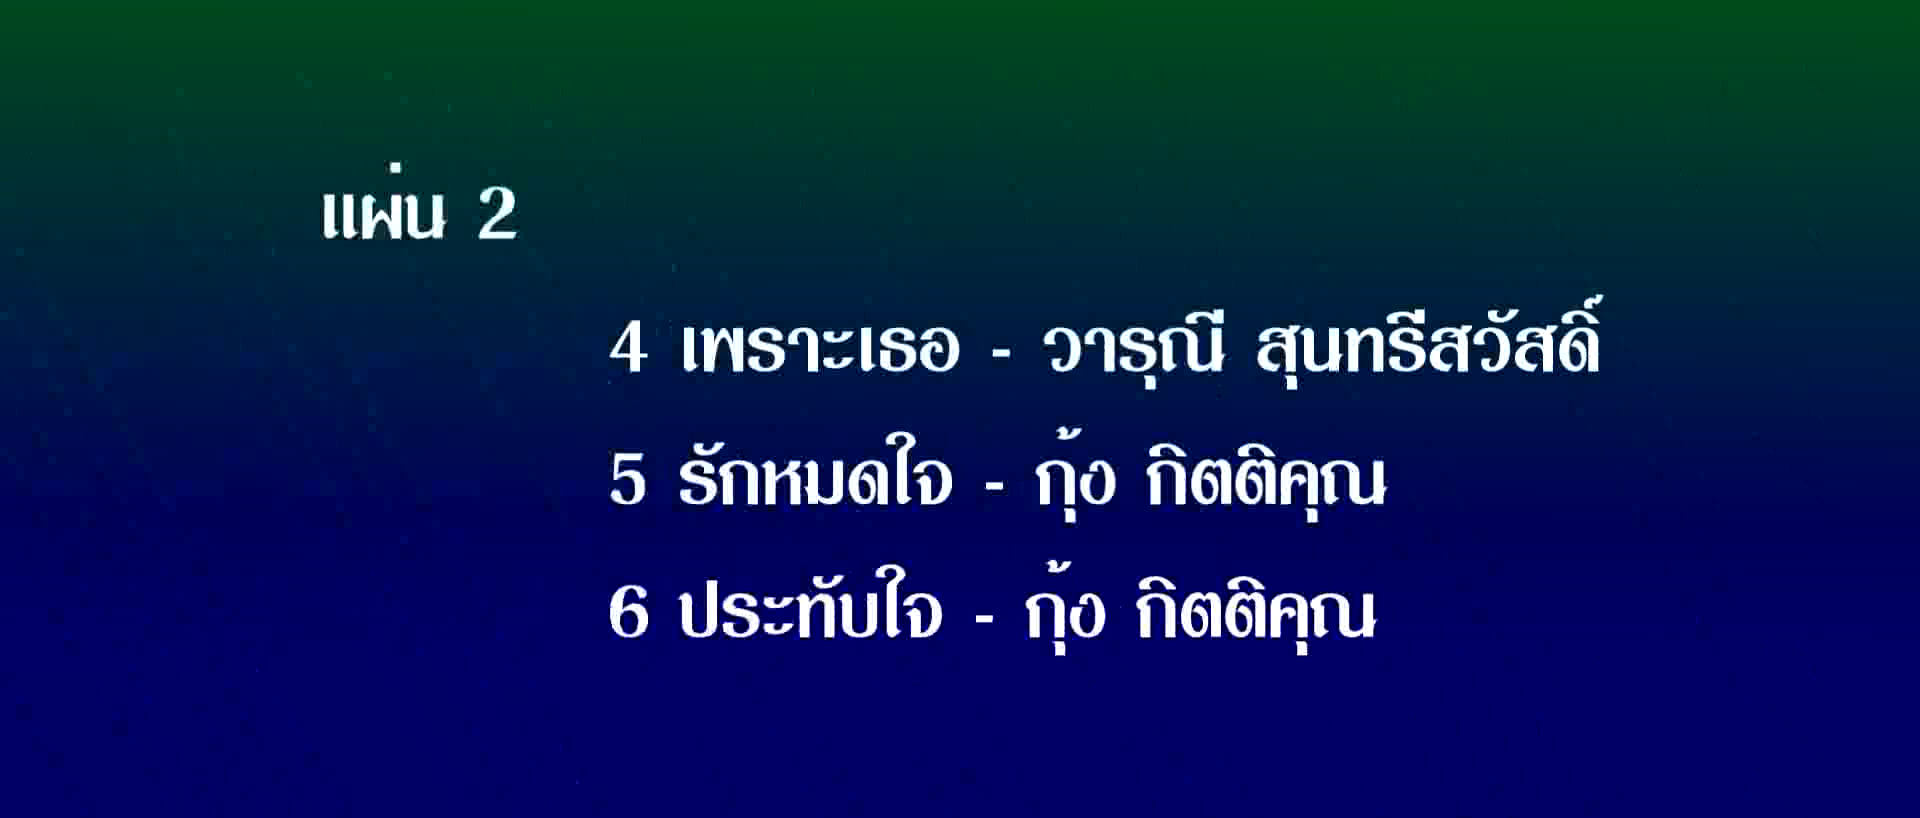 แผ่น 2
4 เพราะเธอ - วารุณี สุนทรีสวัสดิ์
5 รักหมดใจ - กุ้ง กิตติคุณ
6 ประทับใจ - กุ้ง กิตติคุณ